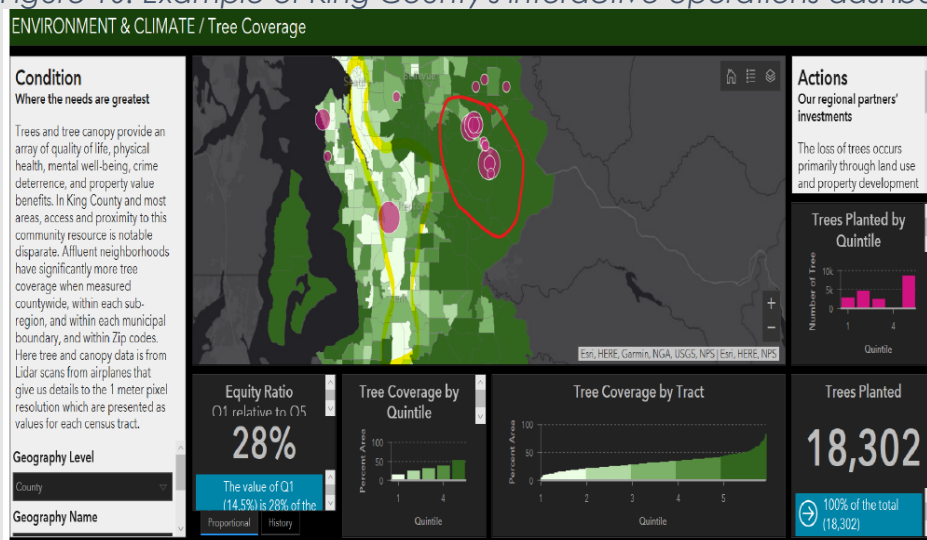 Figure 10. Example of King County's interactive operations dashbo
ENVIRONMENT & CLIMATE / Tree Coverage
Condition
Where the needs are greatest
Trees and tree canopy provide an
array of quality of life, physical
health, mental well-being, crime
deterrence, and property value
benefits. In King County and most
areas, access and proximity to this
community resource is notable
disparate. Affluent neighborhoods
have significantly more tree
coverage when measured
countywide, within each sub-
region, and within each municipal
boundary, and within Zip codes.
Here tree and canopy data is from
Lidar scans from airplanes that
give us details to the 1 meter pixel
resolution which are presented as
values for each census tract.
Geography Level
County
Geography Name
Bellevue
Esri, HERE, Garmin, NGA, USGS, NPS | Esri, HERE, NPS
Actions
Our regional partners'
investments
The loss of trees occurs
primarily through land use
and property development
Trees Planted by
Quintile
Number of Tree
10k
5k
0
1
4
Quintile
Equity Ratio
Q1 relative to Q5
28%
The value of Q1
(14.5%) is 28% of the
Proportional
History
Tree Coverage by
Quintile
Percent Area
100
50
0
1
4
Quintile
Tree Coverage by Tract
Percent Area
100
50
0
1
2
3
4
5
Quintile
Trees Planted
18,302
100% of the total
(18,302)